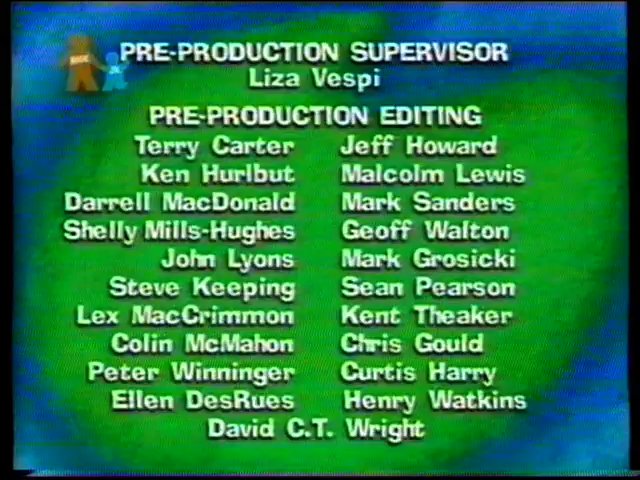 PRE-PRODUCTION SUPERVISOR
Liza Vespi
PRE-PRODUCTION EDITING
Terry Carter Jeff Howard
Ken Hurlbut Malcolm Lewis
Darrell MacDonald Mark Sanders
Shelly Mills-Hughes Geoff Walton
John Lyons Mark Grosicki
Steve Keeping Sean Pearson
Lex MacCrimmon Kent Theaker
Colin McMahon Chris Gould
Peter Winninger Curtis Harry
Ellen DesRues Henry Watkins
David C.T. Wright